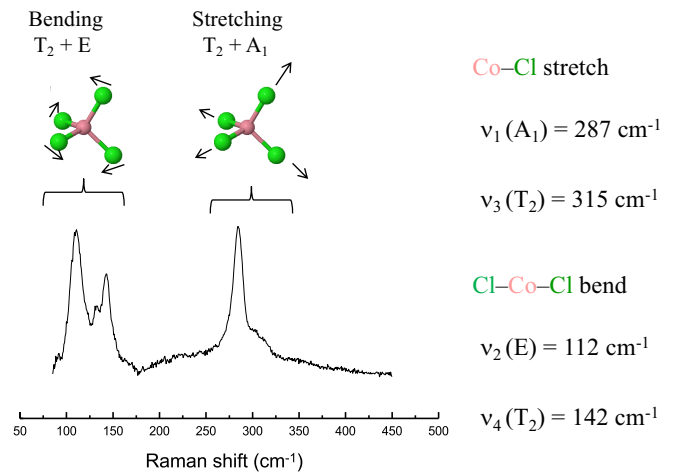 Bending
T₂ + E
Stretching
T₂ + A₁
Co–Cl stretch
ν₁ (A₁) = 287 cm⁻¹
ν₃ (T₂) = 315 cm⁻¹
Cl–Co–Cl bend
ν₂ (E) = 112 cm⁻¹
ν₄ (T₂) = 142 cm⁻¹
50 100 150 200 250 300 350 400 450 500
Raman shift (cm⁻¹)